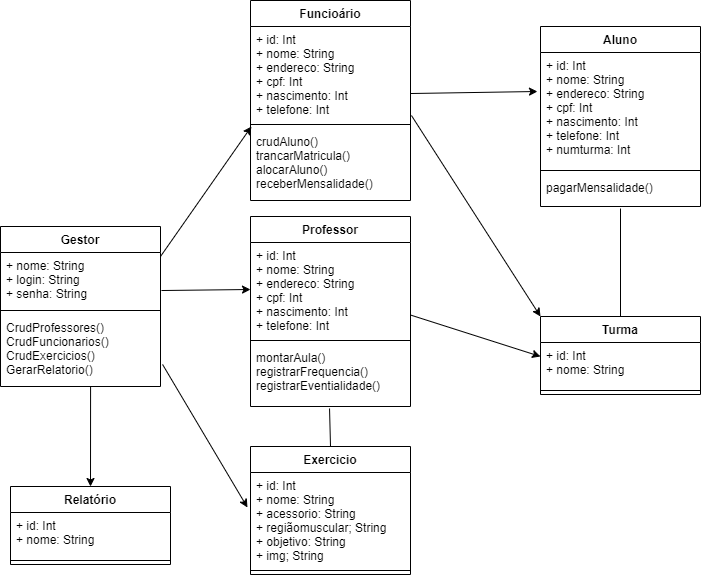 Funcioário
+ id: Int
+ nome: String
+ endereco: String
+ cpf: Int
+ nascimento: Int
+ telefone: Int
crudAluno()
trancarMatricula()
alocarAluno()
receberMensalidade()
Aluno
+ id: Int
+ nome: String
+ endereco: String
+ cpf: Int
+ nascimento: Int
+ telefone: Int
+ numturma: Int
pagarMensalidade()
Gestor
+ nome: String
+ login: String
+ senha: String
CrudProfessores()
CrudFuncionarios()
CrudExercicios()
GerarRelatorio()
Professor
+ id: Int
+ nome: String
+ endereco: String
+ cpf: Int
+ nascimento: Int
+ telefone: Int
montarAula()
registrarFrequencia()
registrarEventialidade()
Turma
+ id: Int
+ nome: String
Relatório
+ id: Int
+ nome: String
Exercicio
+ id: Int
+ nome: String
+ acessorio: String
+ regiãomuscular; String
+ objetivo: String
+ img; String